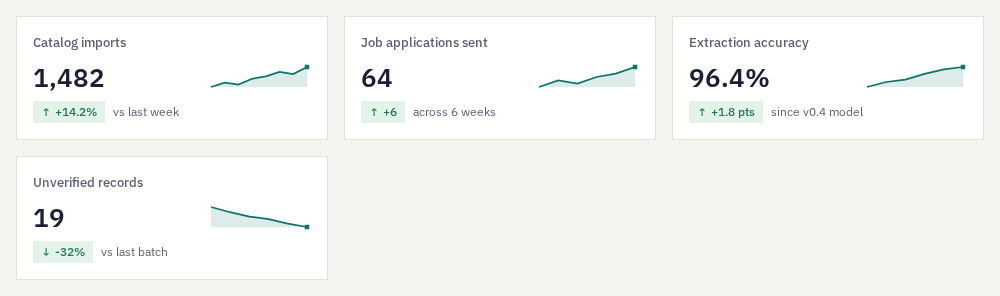 Catalog imports
1,482
↑ +14.2% vs last week
Job applications sent
64
↑ +6 across 6 weeks
Extraction accuracy
96.4%
↑ +1.8 pts since v0.4 model
Unverified records
19
↓ -32% vs last batch